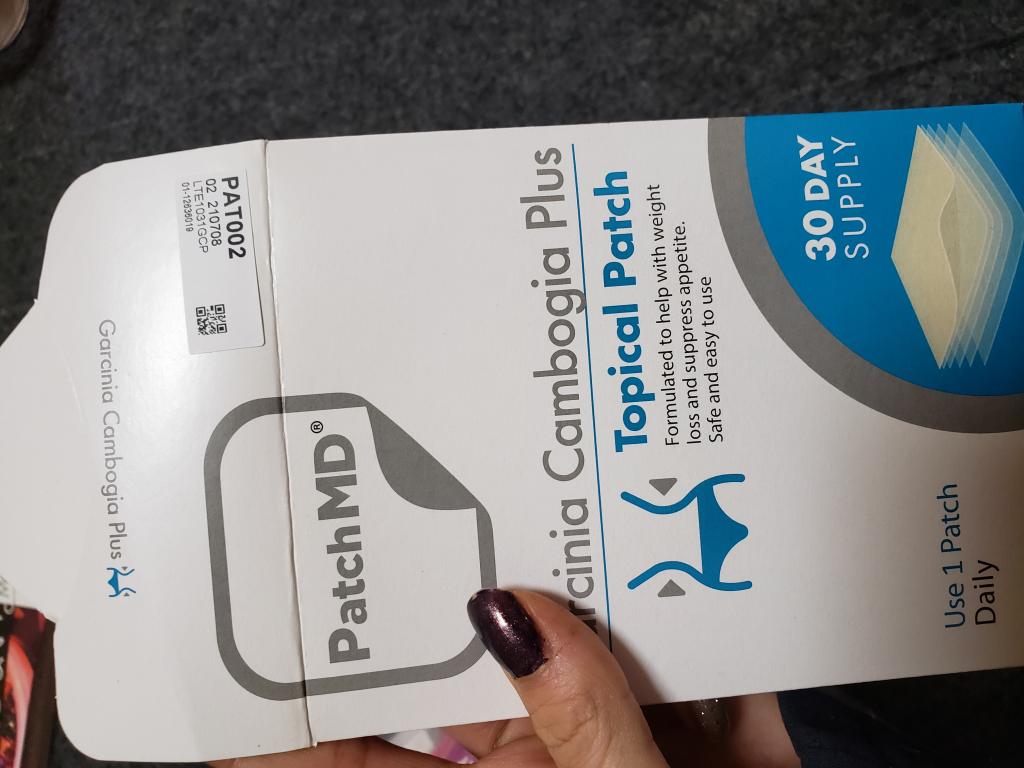 Garcinia Cambogia Plus
PAT002
02 210708
LTE1031GCP
01-12636019
PatchMD®
arcinia Cambogia Plus
Topical Patch
Formulated to help with weight
loss and suppress appetite.
Safe and easy to use
30 DAY
SUPPLY
Use 1 Patch
Daily